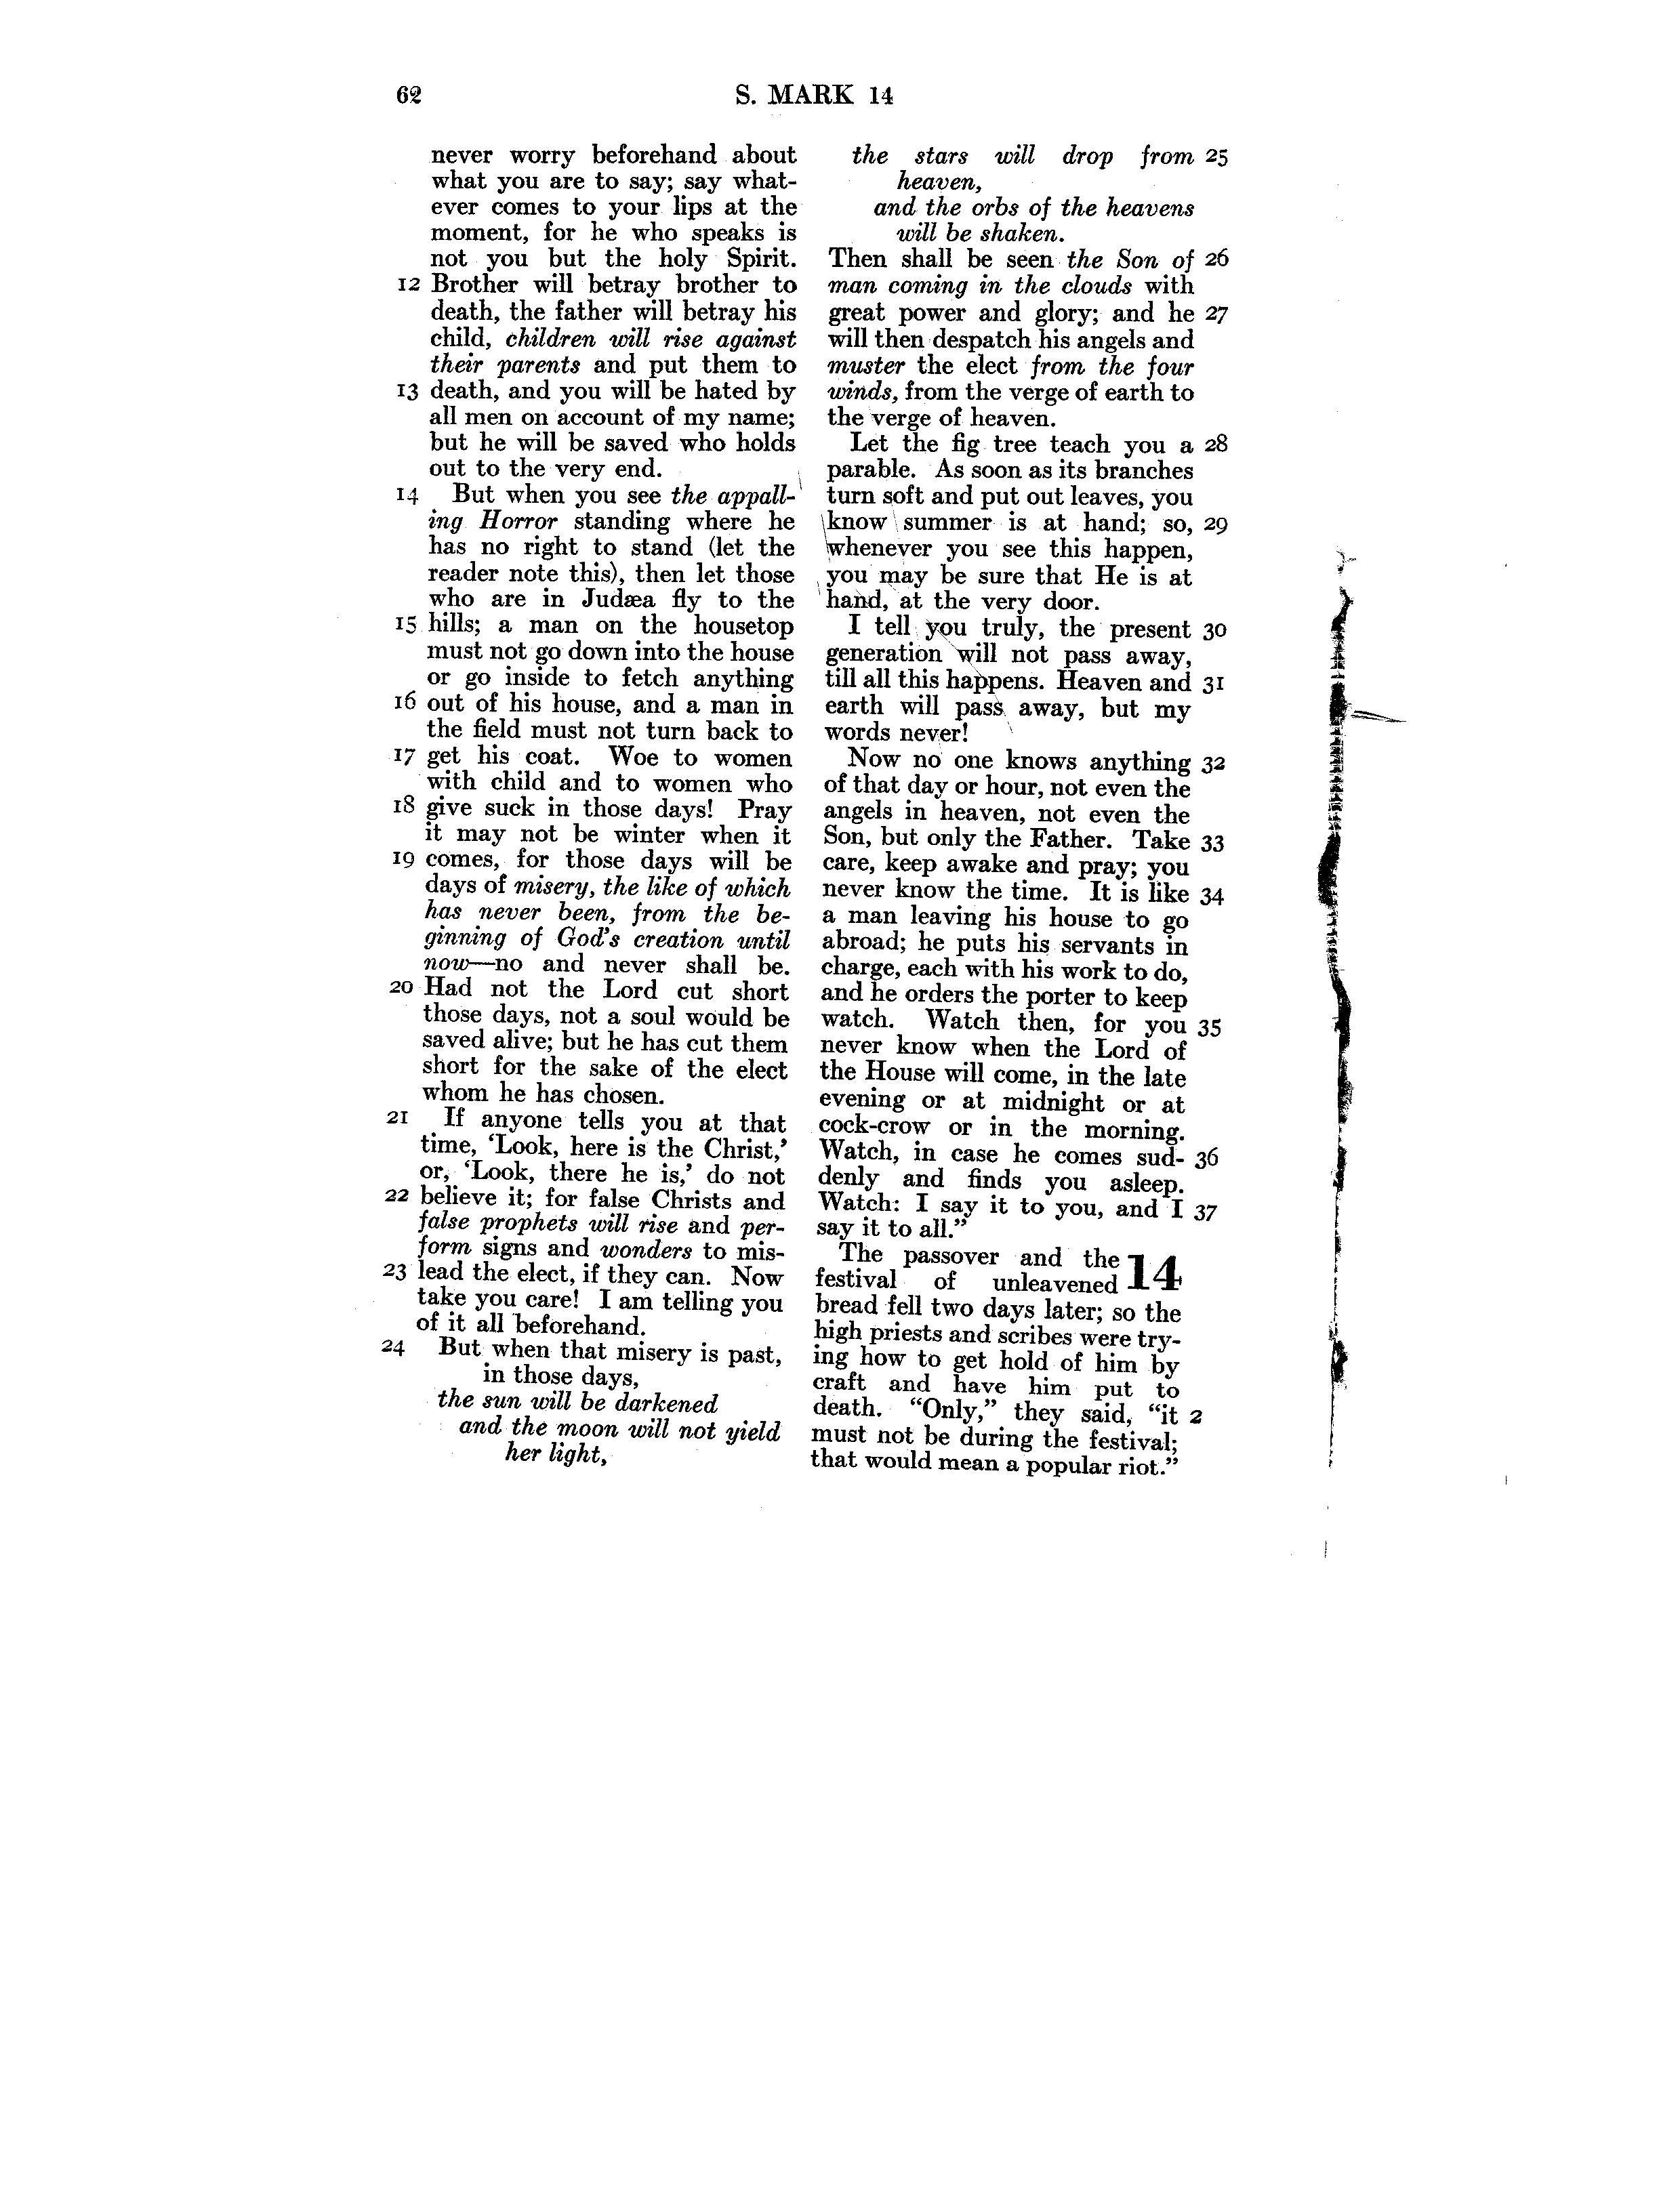 62 S. MARK 14
never worry beforehand about
what you are to say; say what-
ever comes to your lips at the
moment, for he who speaks is
not you but the holy Spirit.
12 Brother will betray brother to
death, the father will betray his
child, children will rise against
their parents and put them to
13 death, and you will be hated by
all men on account of my name;
but he will be saved who holds
out to the very end.
14 But when you see the appall-
ing Horror standing where he
has no right to stand (let the
reader note this), then let those
who are in Judæa fly to the
15 hills; a man on the housetop
must not go down into the house
or go inside to fetch anything
16 out of his house, and a man in
the field must not turn back to
17 get his coat. Woe to women
with child and to women who
18 give suck in those days! Pray
it may not be winter when it
19 comes, for those days will be
days of misery, the like of which
has never been, from the be-
ginning of God's creation until
now—no and never shall be.
20 Had not the Lord cut short
those days, not a soul would be
saved alive; but he has cut them
short for the sake of the elect
whom he has chosen.
21 If anyone tells you at that
time, ‘Look, here is the Christ,’
or, ‘Look, there he is,’ do not
22 believe it; for false Christs and
false prophets will rise and per-
form signs and wonders to mis-
23 lead the elect, if they can. Now
take you care! I am telling you
of it all beforehand.
24 But when that misery is past,
in those days,
the sun will be darkened
and the moon will not yield
her light,
the stars will drop from 25
heaven,
and the orbs of the heavens
will be shaken.
Then shall be seen the Son of 26
man coming in the clouds with
great power and glory; and he 27
will then despatch his angels and
muster the elect from the four
winds, from the verge of earth to
the verge of heaven.
Let the fig tree teach you a 28
parable. As soon as its branches
turn soft and put out leaves, you
know summer is at hand; so, 29
whenever you see this happen,
you may be sure that He is at
hand, at the very door.
I tell you truly, the present 30
generation will not pass away,
till all this happens. Heaven and 31
earth will pass away, but my
words never!
Now no one knows anything 32
of that day or hour, not even the
angels in heaven, not even the
Son, but only the Father. Take 33
care, keep awake and pray; you
never know the time. It is like 34
a man leaving his house to go
abroad; he puts his servants in
charge, each with his work to do,
and he orders the porter to keep
watch. Watch then, for you 35
never know when the Lord of
the House will come, in the late
evening or at midnight or at
cock-crow or in the morning.
Watch, in case he comes sud- 36
denly and finds you asleep.
Watch: I say it to you, and I 37
say it to all.”
The passover and the 14
festival of unleavened
bread fell two days later; so the
high priests and scribes were try-
ing how to get hold of him by
craft and have him put to
death. “Only,” they said, “it 2
must not be during the festival;
that would mean a popular riot.”